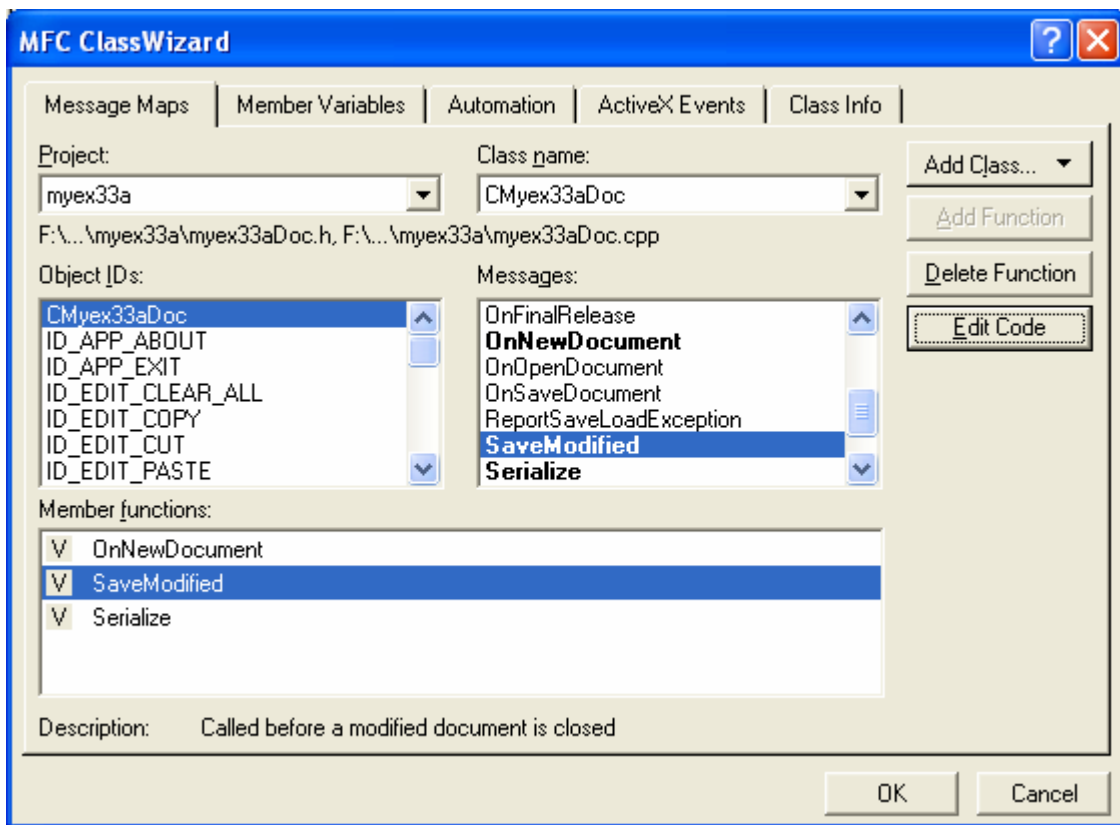 MFC ClassWizard
Message Maps Member Variables Automation ActiveX Events Class Info
Project:
myex33a
Class name:
CMyex33aDoc
F:\...\myex33a\myex33aDoc.h, F:\...\myex33a\myex33aDoc.cpp
Object IDs:
CMyex33aDoc
ID_APP_ABOUT
ID_APP_EXIT
ID_EDIT_CLEAR_ALL
ID_EDIT_COPY
ID_EDIT_CUT
ID_EDIT_PASTE
Messages:
OnFinalRelease
OnNewDocument
OnOpenDocument
OnSaveDocument
ReportSaveLoadException
SaveModified
Serialize
Add Class...
Add Function
Delete Function
Edit Code
Member functions:
V OnNewDocument
V SaveModified
V Serialize
Description: Called before a modified document is closed
OK Cancel